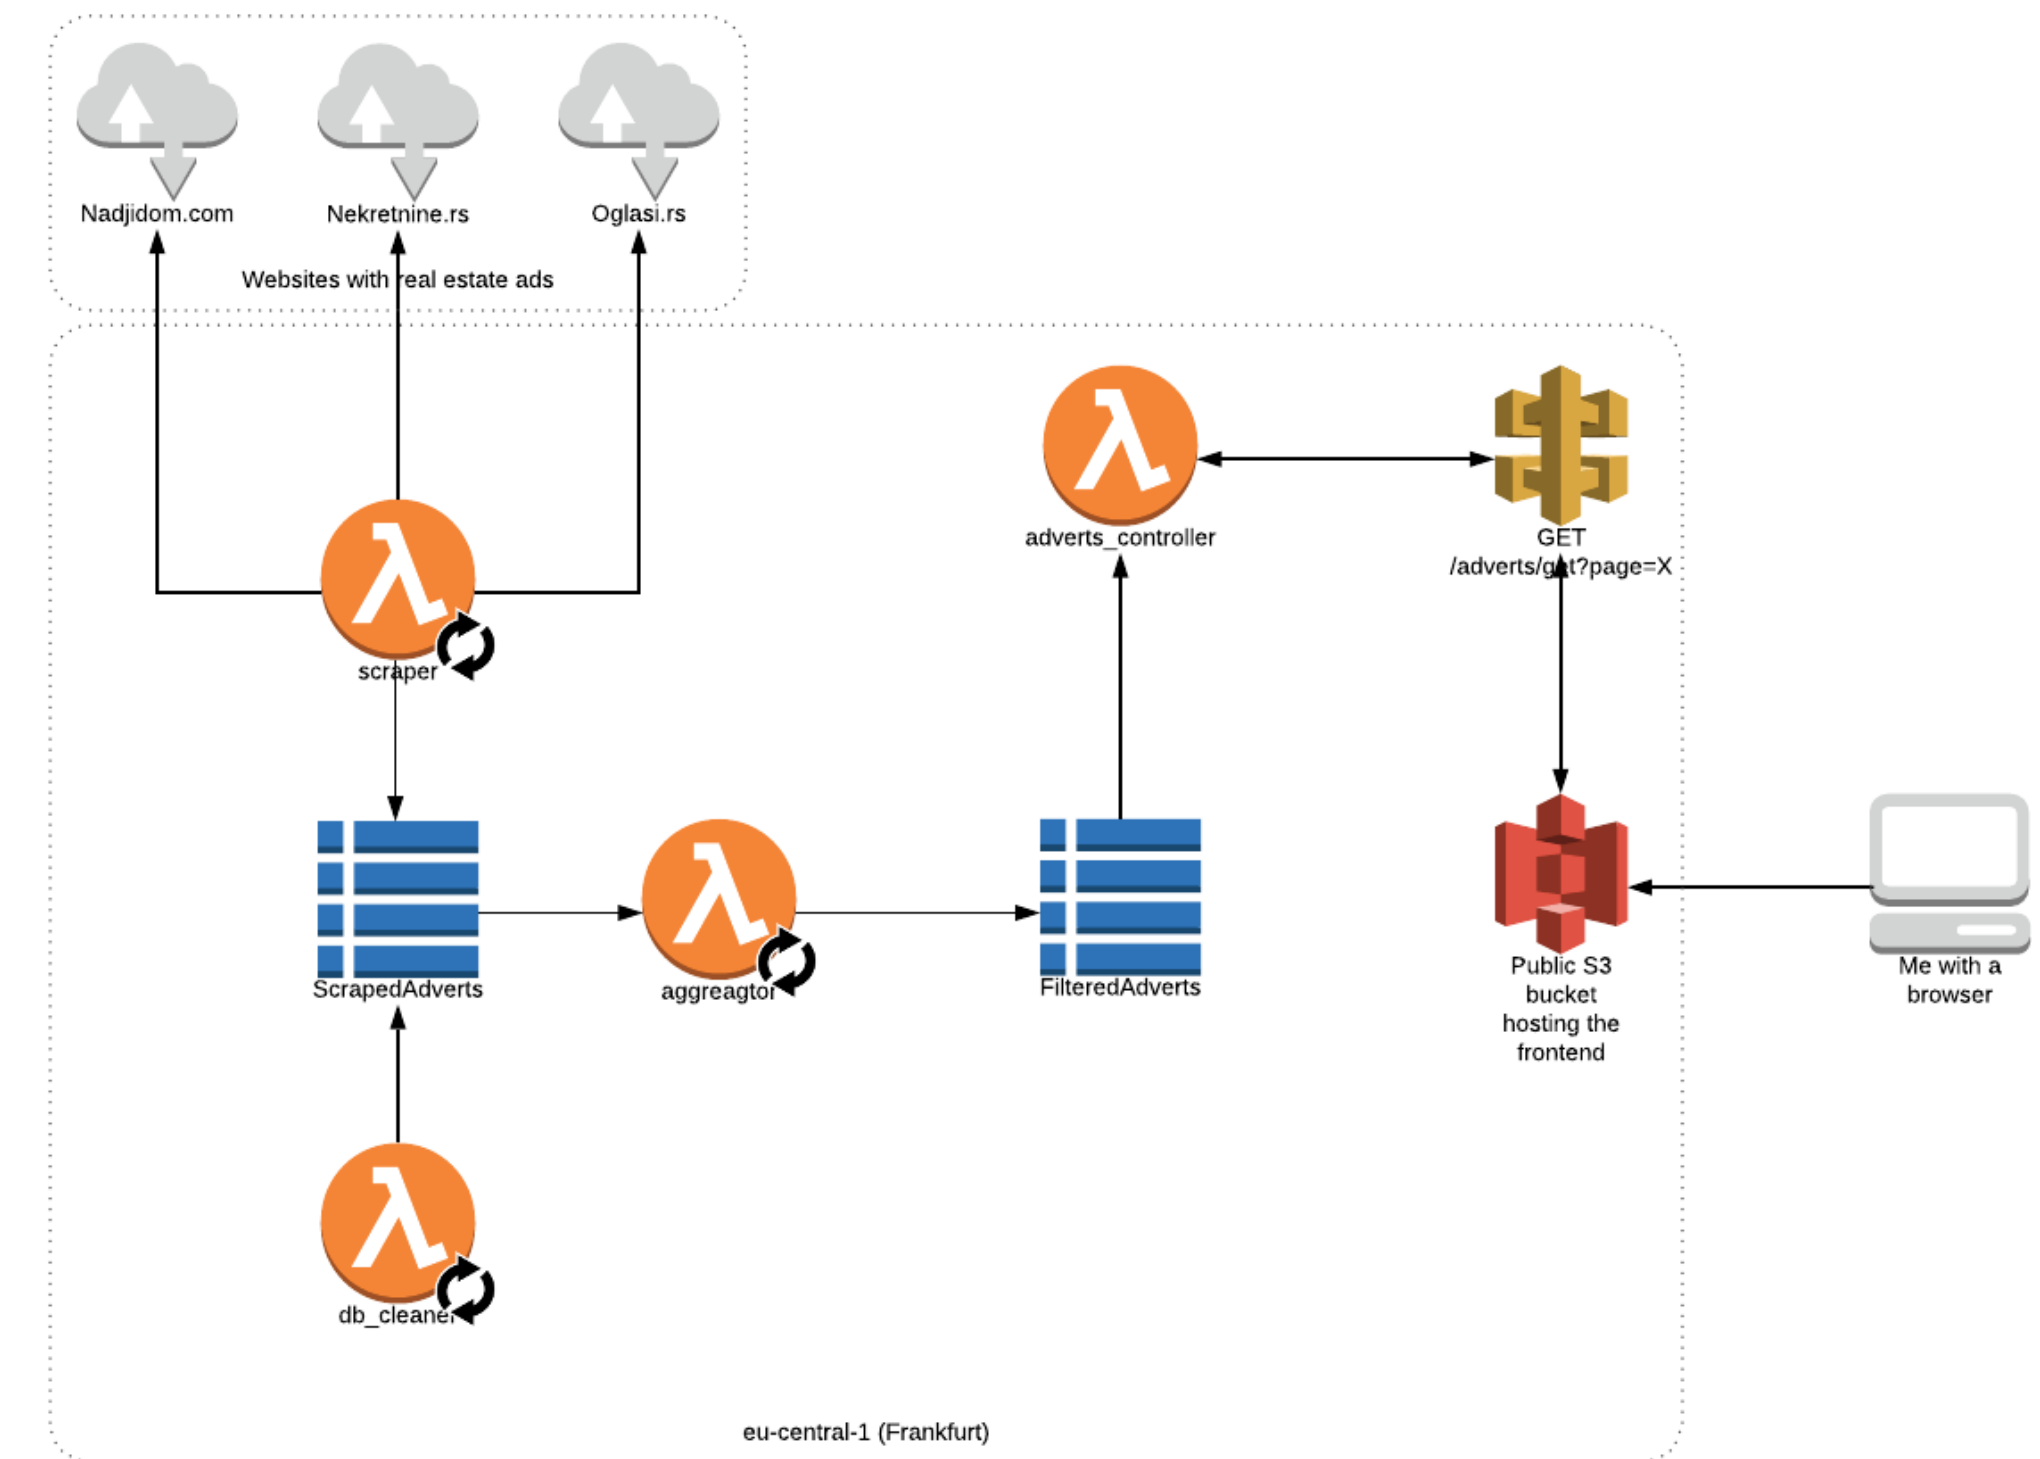 Nadjidom.com
Nekretnine.rs
Oglasi.rs
Websites with real estate ads
adverts_controller
GET
/adverts/get?page=X
scraper
ScrapedAdverts
aggreagtor
FilteredAdverts
Public S3
bucket
hosting the
frontend
Me with a
browser
db_cleaner
eu-central-1 (Frankfurt)